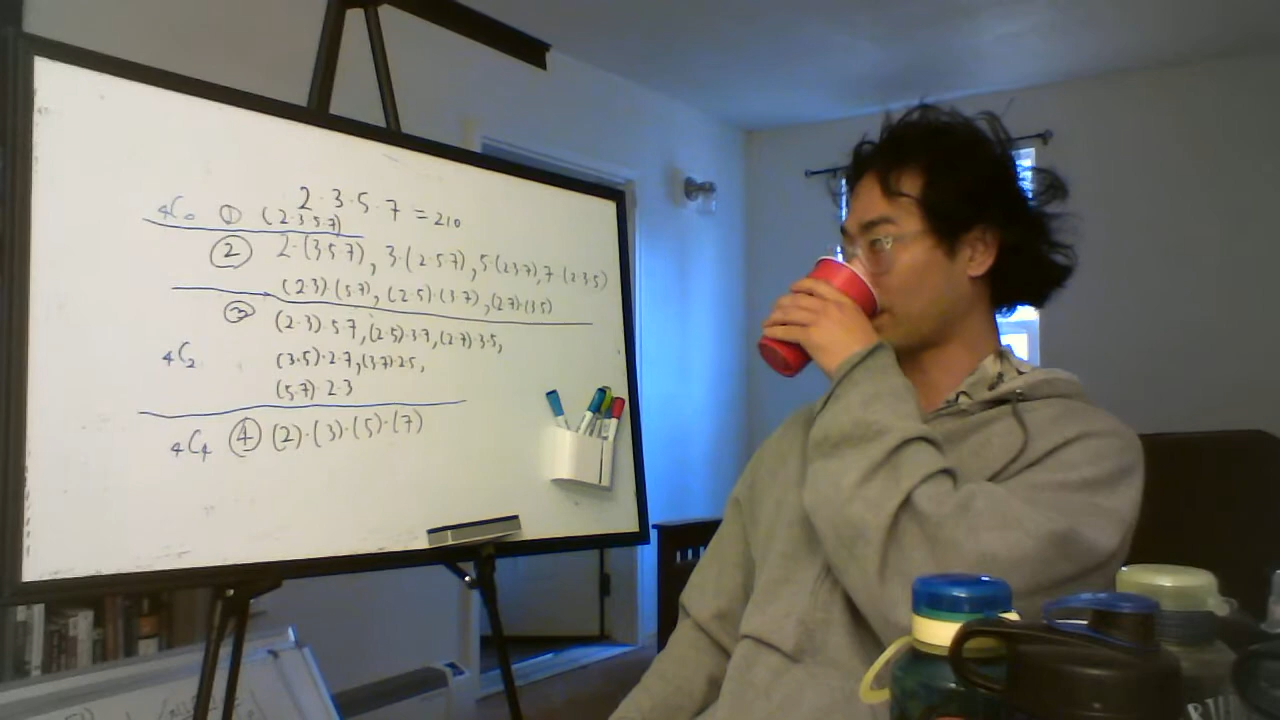 2·3·5·7 = 210
4C0 ① (2·3·5·7)
② 2·(3·5·7), 3·(2·5·7), 5·(2·3·7), 7·(2·3·5)
(2·3)·(5·7), (2·5)·(3·7), (2·7)·(3·5)
③ (2·3)·5·7, (2·5)·3·7, (2·7)·3·5,
4C2 (3·5)·2·7, (3·7)·2·5,
(5·7)·2·3
4C4 ④ (2)·(3)·(5)·(7)